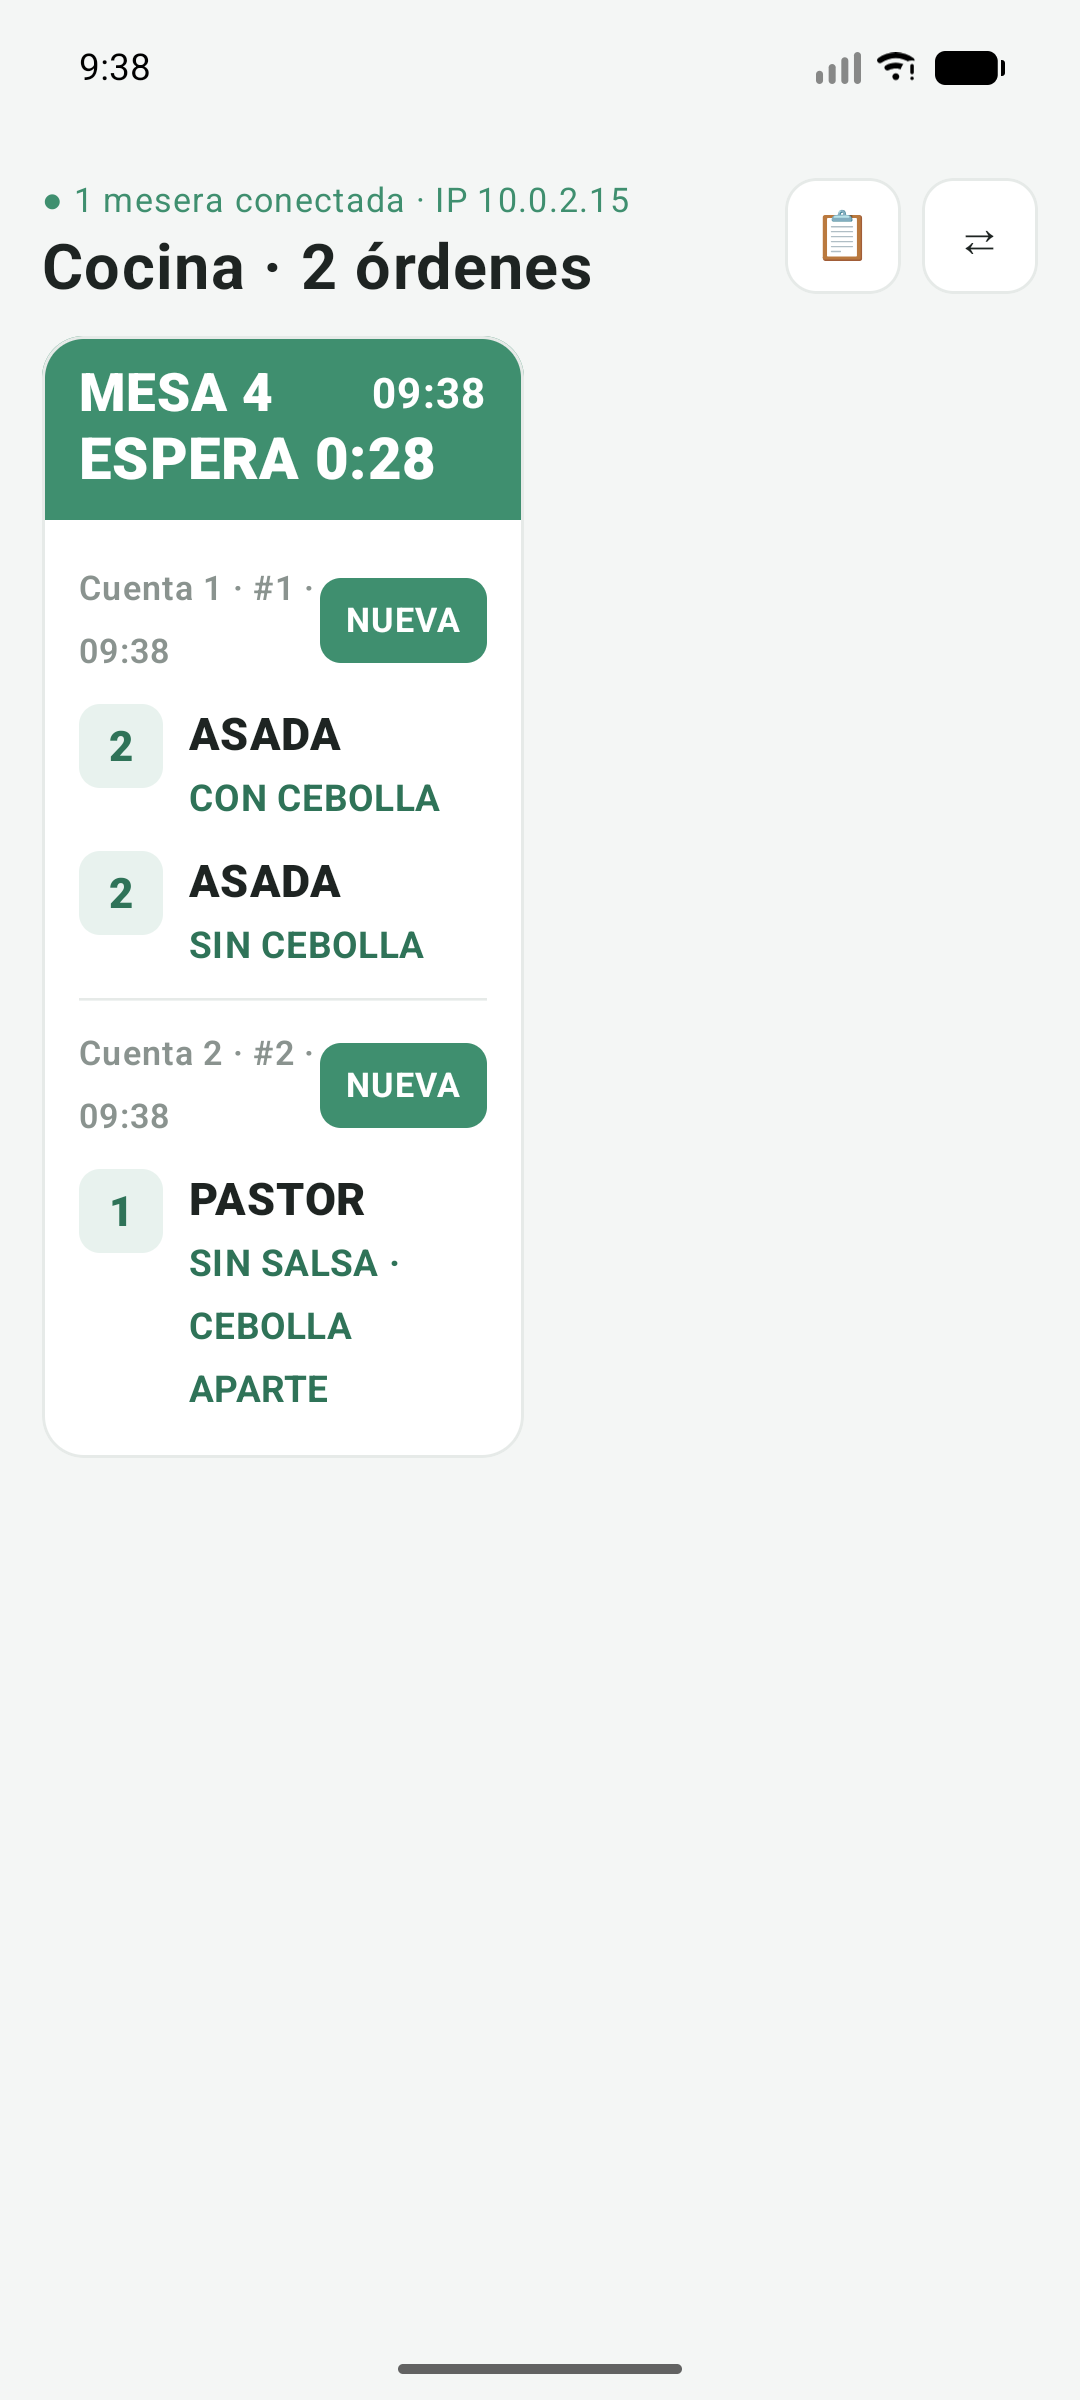 9:38
● 1 mesera conectada · IP 10.0.2.15
Cocina · 2 órdenes
MESA 4 09:38
ESPERA 0:28
Cuenta 1 · #1 ·
09:38
NUEVA
2 ASADA
CON CEBOLLA
2 ASADA
SIN CEBOLLA
Cuenta 2 · #2 ·
09:38
NUEVA
1 PASTOR
SIN SALSA ·
CEBOLLA
APARTE